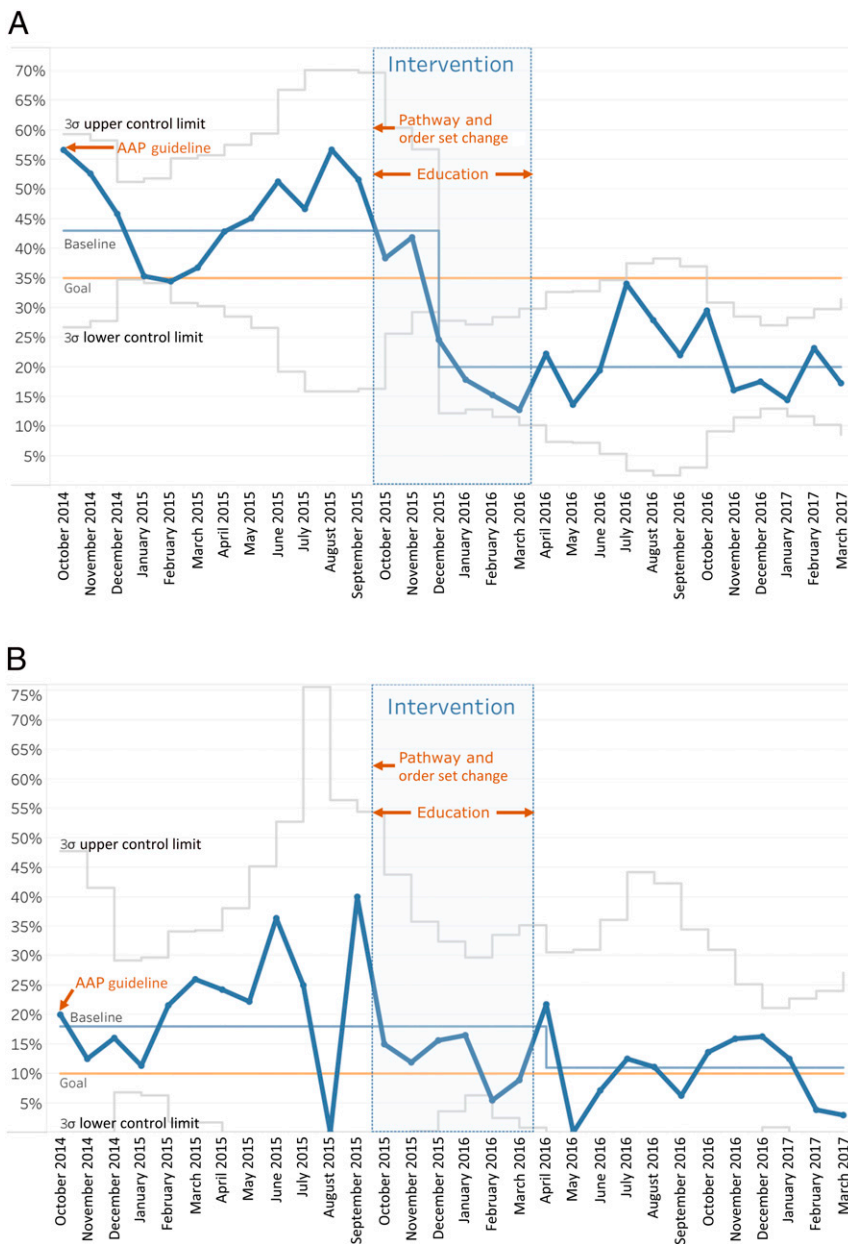 A
Intervention
70%
65%
60%
55%
50%
45%
40%
35%
30%
25%
20%
15%
10%
5%
3σ upper control limit
AAP guideline
Pathway and
order set change
Education
Baseline
Goal
3σ lower control limit
October 2014
November 2014
December 2014
January 2015
February 2015
March 2015
April 2015
May 2015
June 2015
July 2015
August 2015
September 2015
October 2015
November 2015
December 2015
January 2016
February 2016
March 2016
April 2016
May 2016
June 2016
July 2016
August 2016
September 2016
October 2016
November 2016
December 2016
January 2017
February 2017
March 2017
B
Intervention
75%
70%
65%
60%
55%
50%
45%
40%
35%
30%
25%
20%
15%
10%
5%
Pathway and
order set change
Education
3σ upper control limit
AAP guideline
Baseline
Goal
3σ lower control limit
October 2014
November 2014
December 2014
January 2015
February 2015
March 2015
April 2015
May 2015
June 2015
July 2015
August 2015
September 2015
October 2015
November 2015
December 2015
January 2016
February 2016
March 2016
April 2016
May 2016
June 2016
July 2016
August 2016
September 2016
October 2016
November 2016
December 2016
January 2017
February 2017
March 2017